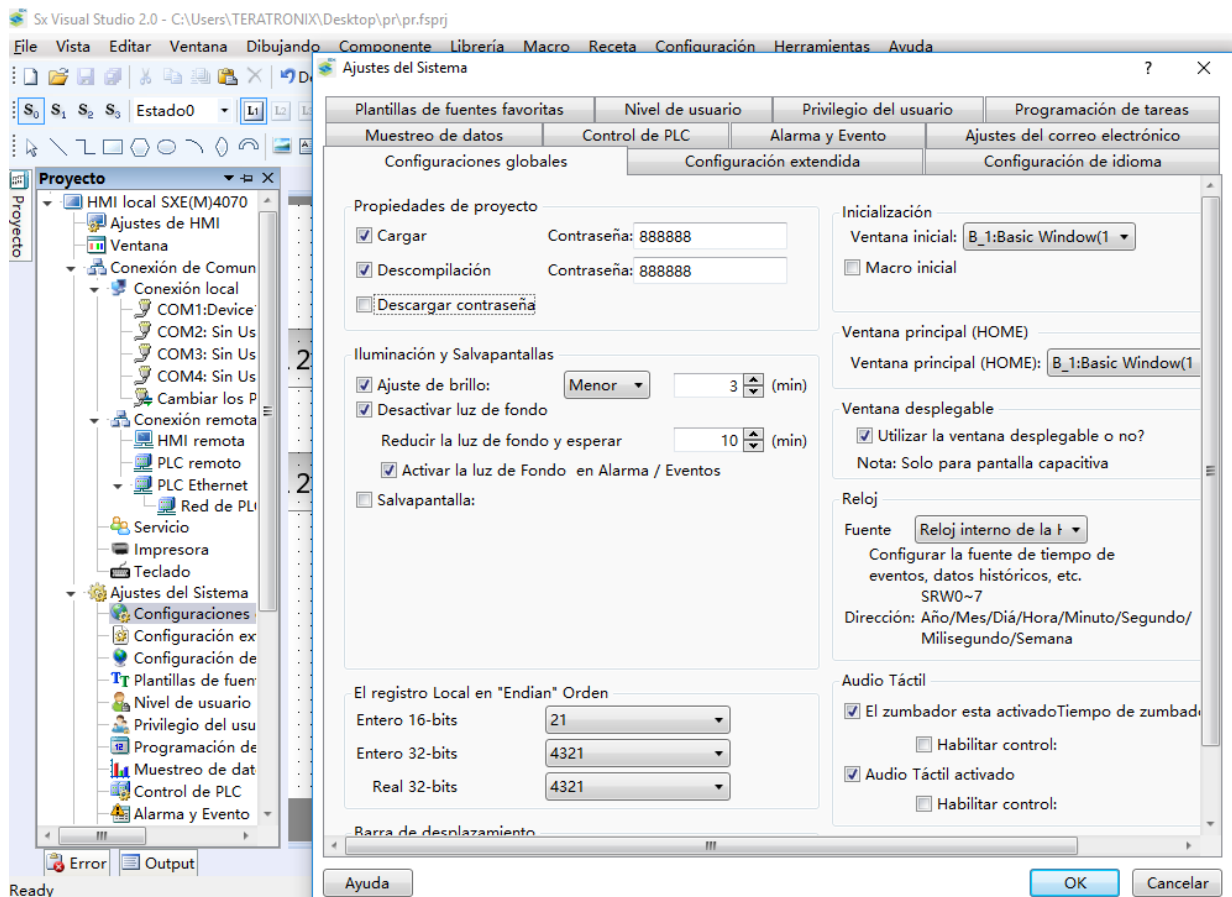 Sx Visual Studio 2.0 - C:\Users\TERATRONIX\Desktop\pr\pr.fsprj
File Vista Editar Ventana Dibujando Componente Librería Macro Receta Configuración Herramientas Ayuda
S0 S1 S2 S3 Estado0 L1 L2
Proyecto
Proyecto
HMI local SXE(M)4070
Ajustes de HMI
Ventana
Conexión de Comun
Conexión local
COM1:Device
COM2: Sin Us
COM3: Sin Us
COM4: Sin Us
Cambiar los P
Conexión remota
HMI remota
PLC remoto
PLC Ethernet
Red de PL
Servicio
Impresora
Teclado
Ajustes del Sistema
Configuraciones
Configuración ex
Configuración de
Plantillas de fuen
Nivel de usuario
Privilegio del usu
Programación de
Muestreo de dat
Control de PLC
Alarma y Evento
Error Output
Ready
Ajustes del Sistema ?
Plantillas de fuentes favoritas Nivel de usuario Privilegio del usuario Programación de tareas
Muestreo de datos Control de PLC Alarma y Evento Ajustes del correo electrónico
Configuraciones globales Configuración extendida Configuración de idioma
Propiedades de proyecto
Cargar Contraseña: 888888
Descompilación Contraseña: 888888
Descargar contraseña
Iluminación y Salvapantallas
Ajuste de brillo: Menor 3 (min)
Desactivar luz de fondo
Reducir la luz de fondo y esperar 10 (min)
Activar la luz de Fondo en Alarma / Eventos
Salvapantalla:
El registro Local en "Endian" Orden
Entero 16-bits 21
Entero 32-bits 4321
Real 32-bits 4321
Barra de desplazamiento
Inicialización
Ventana inicial: B_1:Basic Window(1
Macro inicial
Ventana principal (HOME)
Ventana principal (HOME): B_1:Basic Window(1
Ventana desplegable
Utilizar la ventana desplegable o no?
Nota: Solo para pantalla capacitiva
Reloj
Fuente Reloj interno de la
Configurar la fuente de tiempo de
eventos, datos históricos, etc.
SRW0~7
Dirección: Año/Mes/Diá/Hora/Minuto/Segundo/
Milisegundo/Semana
Audio Táctil
El zumbador esta activadoTiempo de zumbad
Habilitar control:
Audio Táctil activado
Habilitar control:
Ayuda OK Cancelar